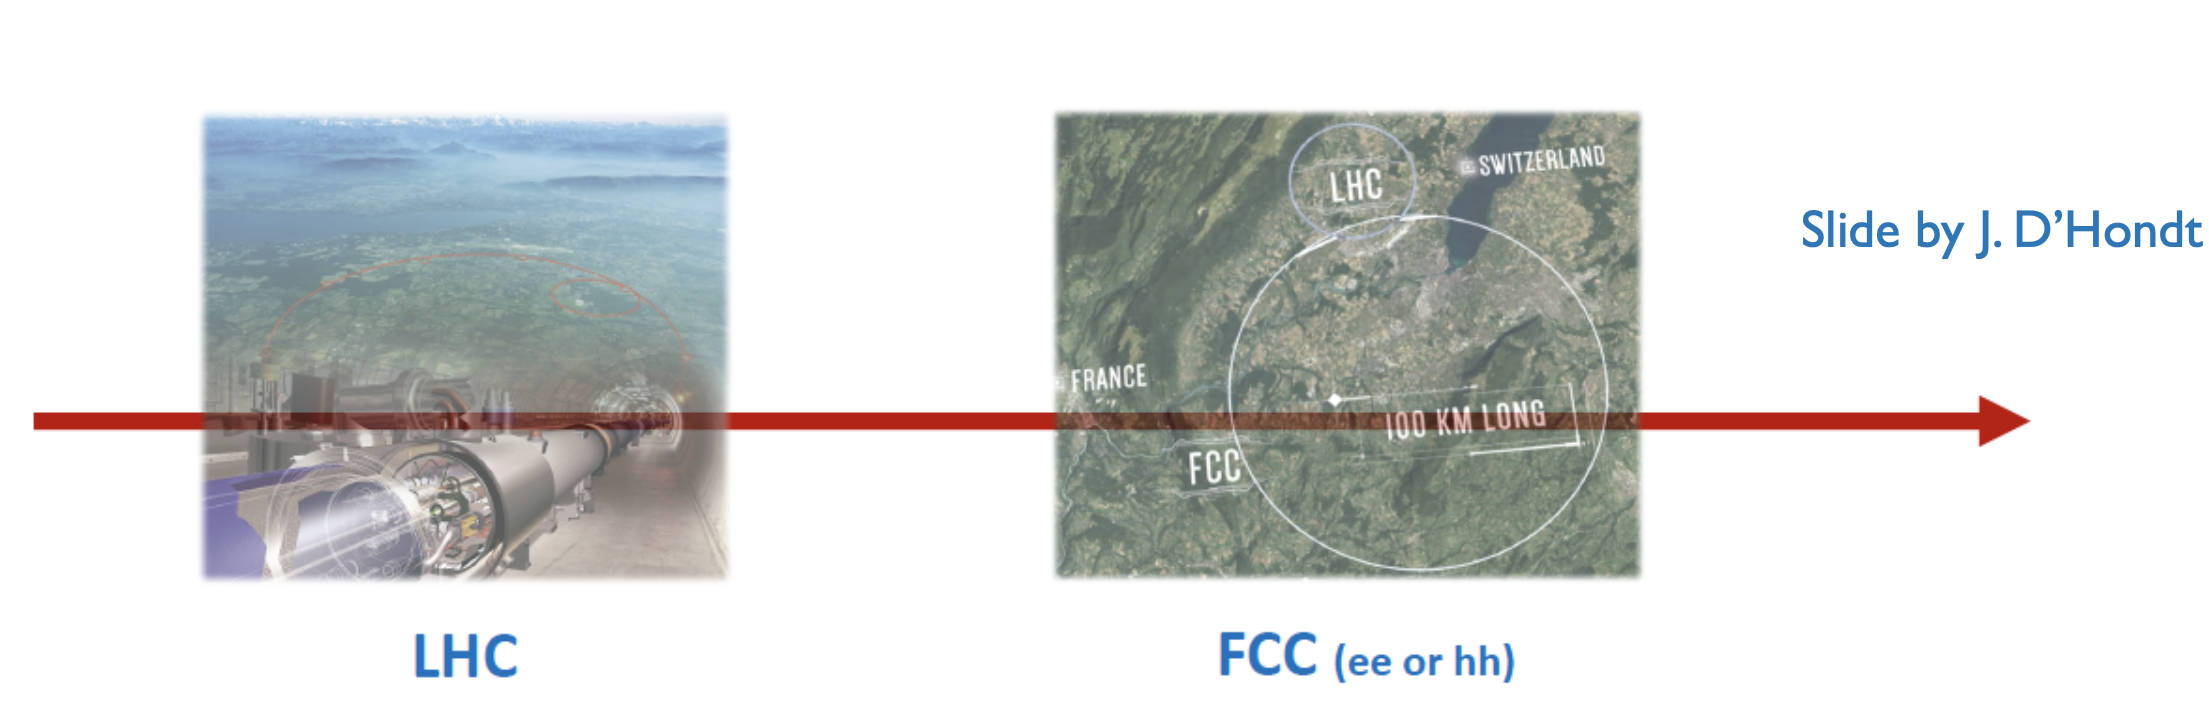 LHC
SWITZERLAND
Slide by J. D'Hondt
FRANCE
100 KM LONG
FCC
LHC
FCC (ee or hh)